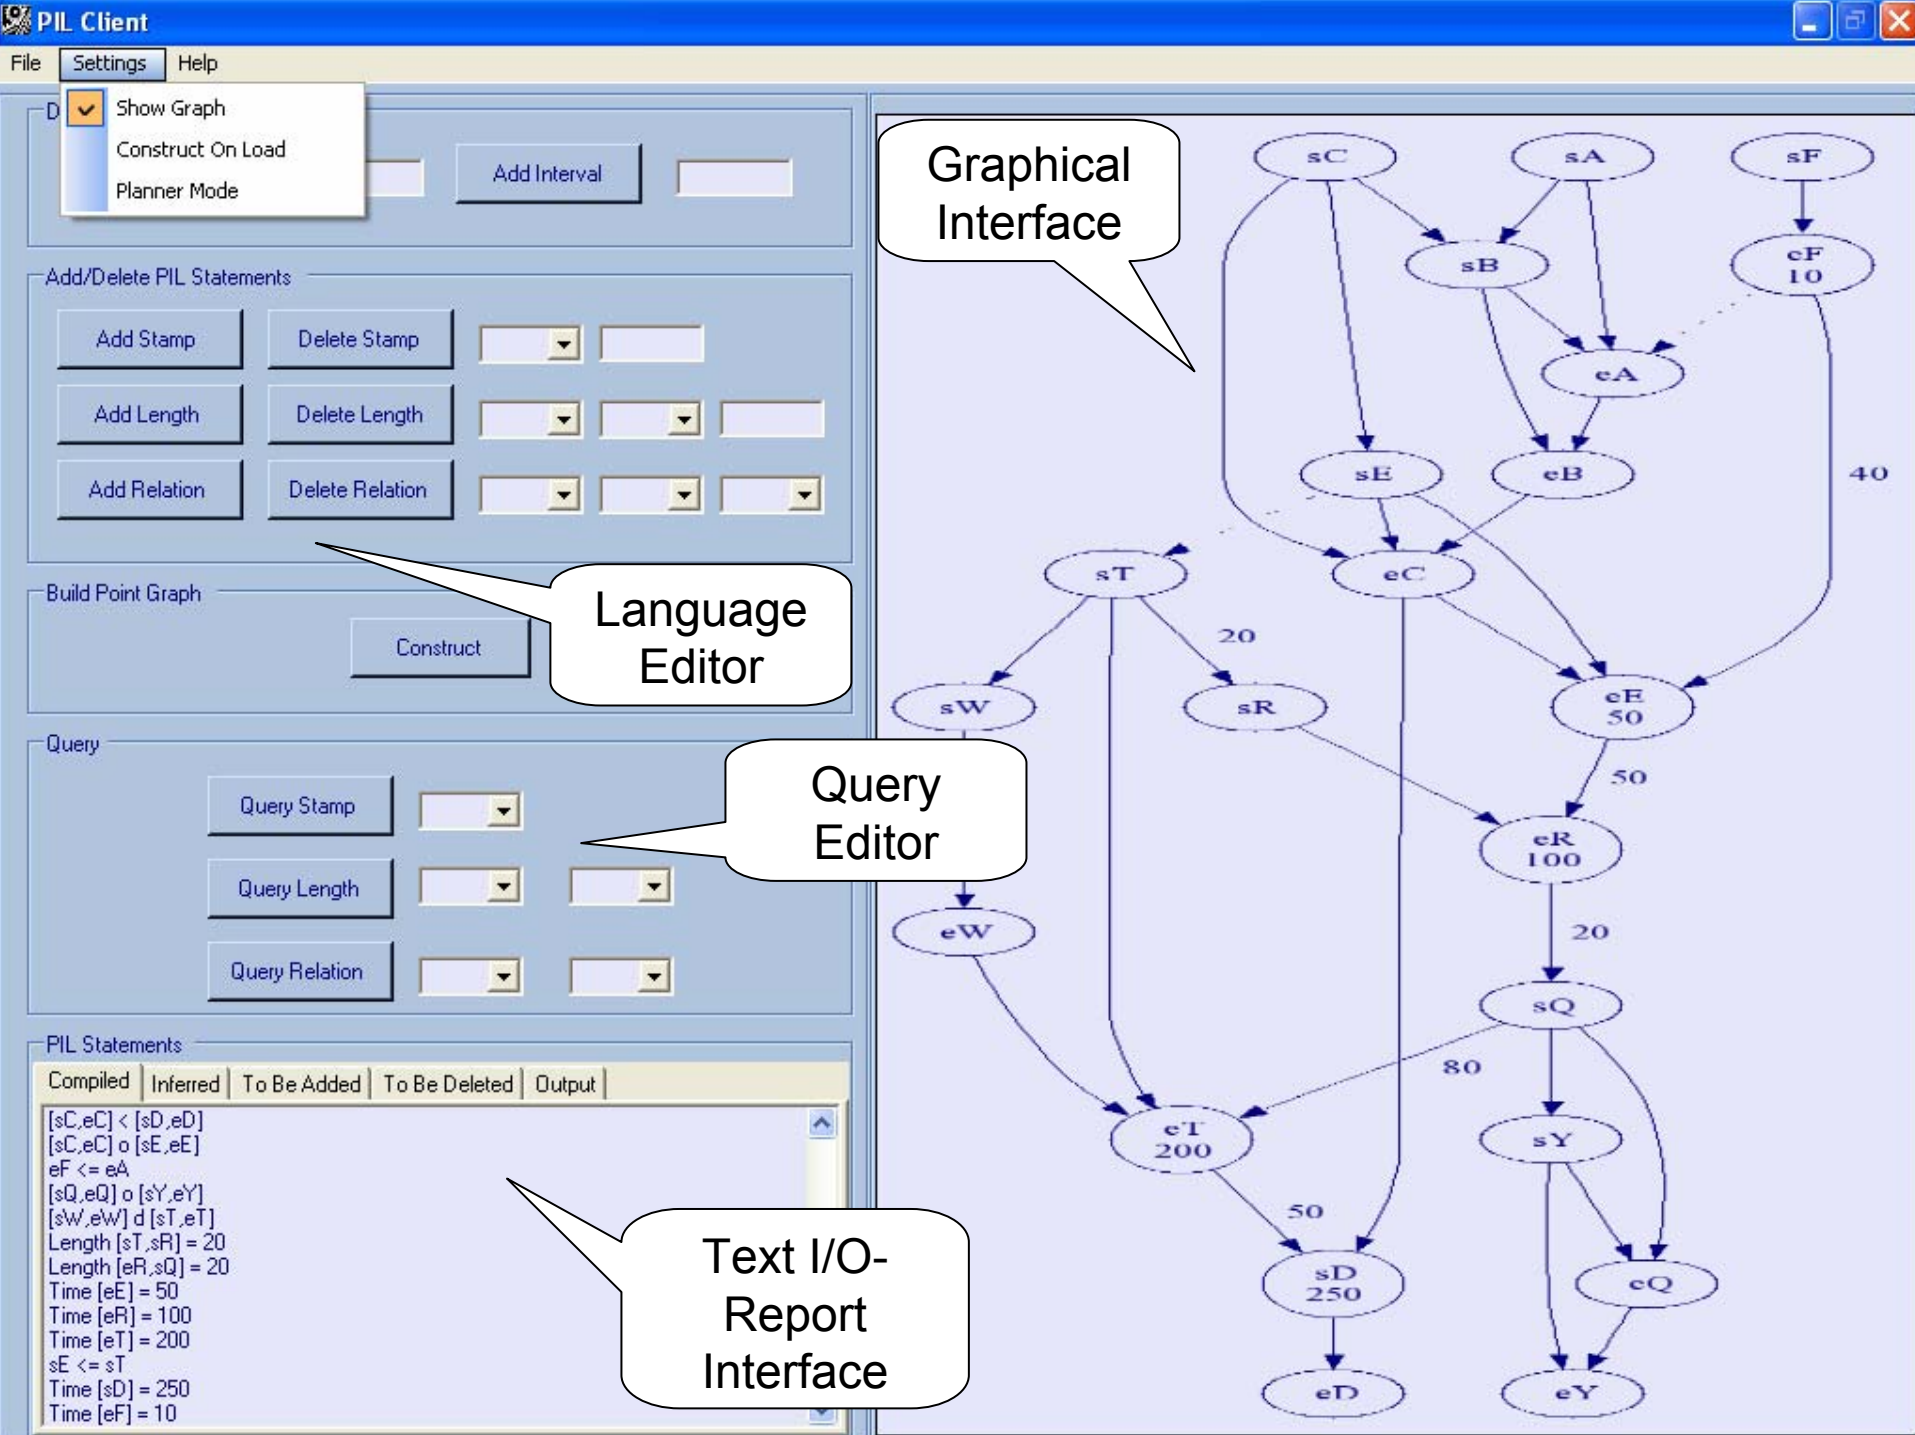 PIL Client
File Settings Help
Show Graph
Construct On Load
Planner Mode
D
Add Interval
Add/Delete PIL Statements
Add Stamp Delete Stamp
Add Length Delete Length
Add Relation Delete Relation
Build Point Graph
Construct
Language
Editor
Query
Query Stamp
Query Length
Query Relation
Query
Editor
PIL Statements
Compiled Inferred To Be Added To Be Deleted Output
[sC,eC] < [sD,eD]
[sC,eC] o [sE,eE]
eF <= eA
[sQ,eQ] o [sY,eY]
[sW,eW] d [sT,eT]
Length [sT,sR] = 20
Length [eR,sQ] = 20
Time [eE] = 50
Time [eR] = 100
Time [eT] = 200
sE <= sT
Time [sD] = 250
Time [eF] = 10
Text I/O-
Report
Interface
Graphical
Interface
sC sA sF
sB
eF
10
eA
sE eB 40
sT eC
20
sW sR
eE
50
50
eR
100
eW 20
sQ
80
eT
200
sY
50
sD
250
eQ
eD eY